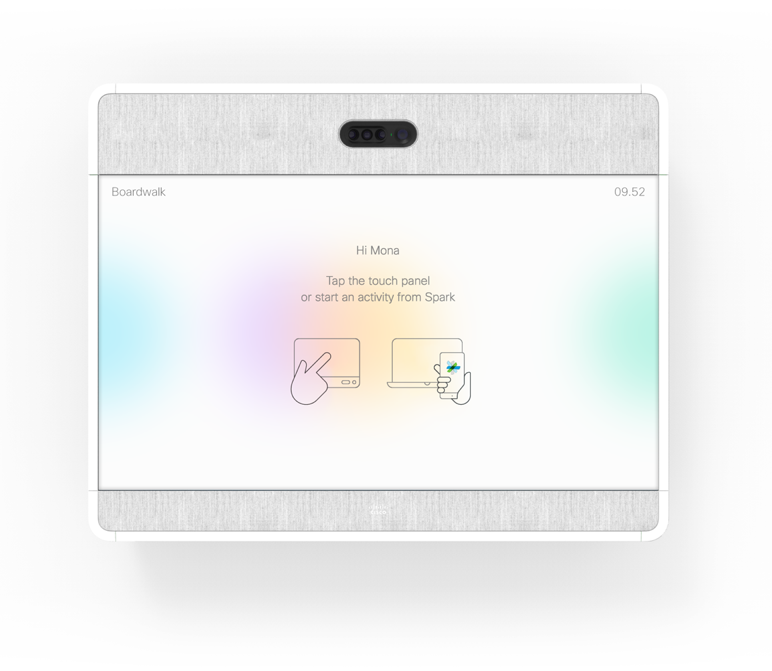 Boardwalk
09.52
Hi Mona
Tap the touch panel
or start an activity from Spark